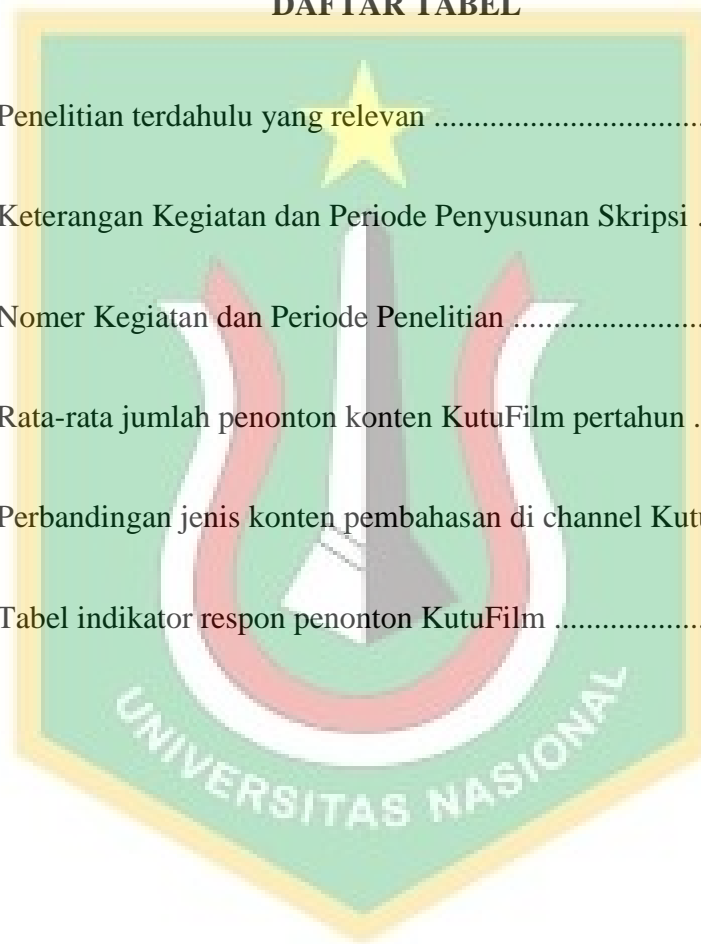 DAFTAR TABEL
Penelitian terdahulu yang relevan ..................................
Keterangan Kegiatan dan Periode Penyusunan Skripsi .
Nomer Kegiatan dan Periode Penelitian ........................
Rata-rata jumlah penonton konten KutuFilm pertahun .
Perbandingan jenis konten pembahasan di channel Kutu
Tabel indikator respon penonton KutuFilm ...................
UNIVERSITAS NASIONAL